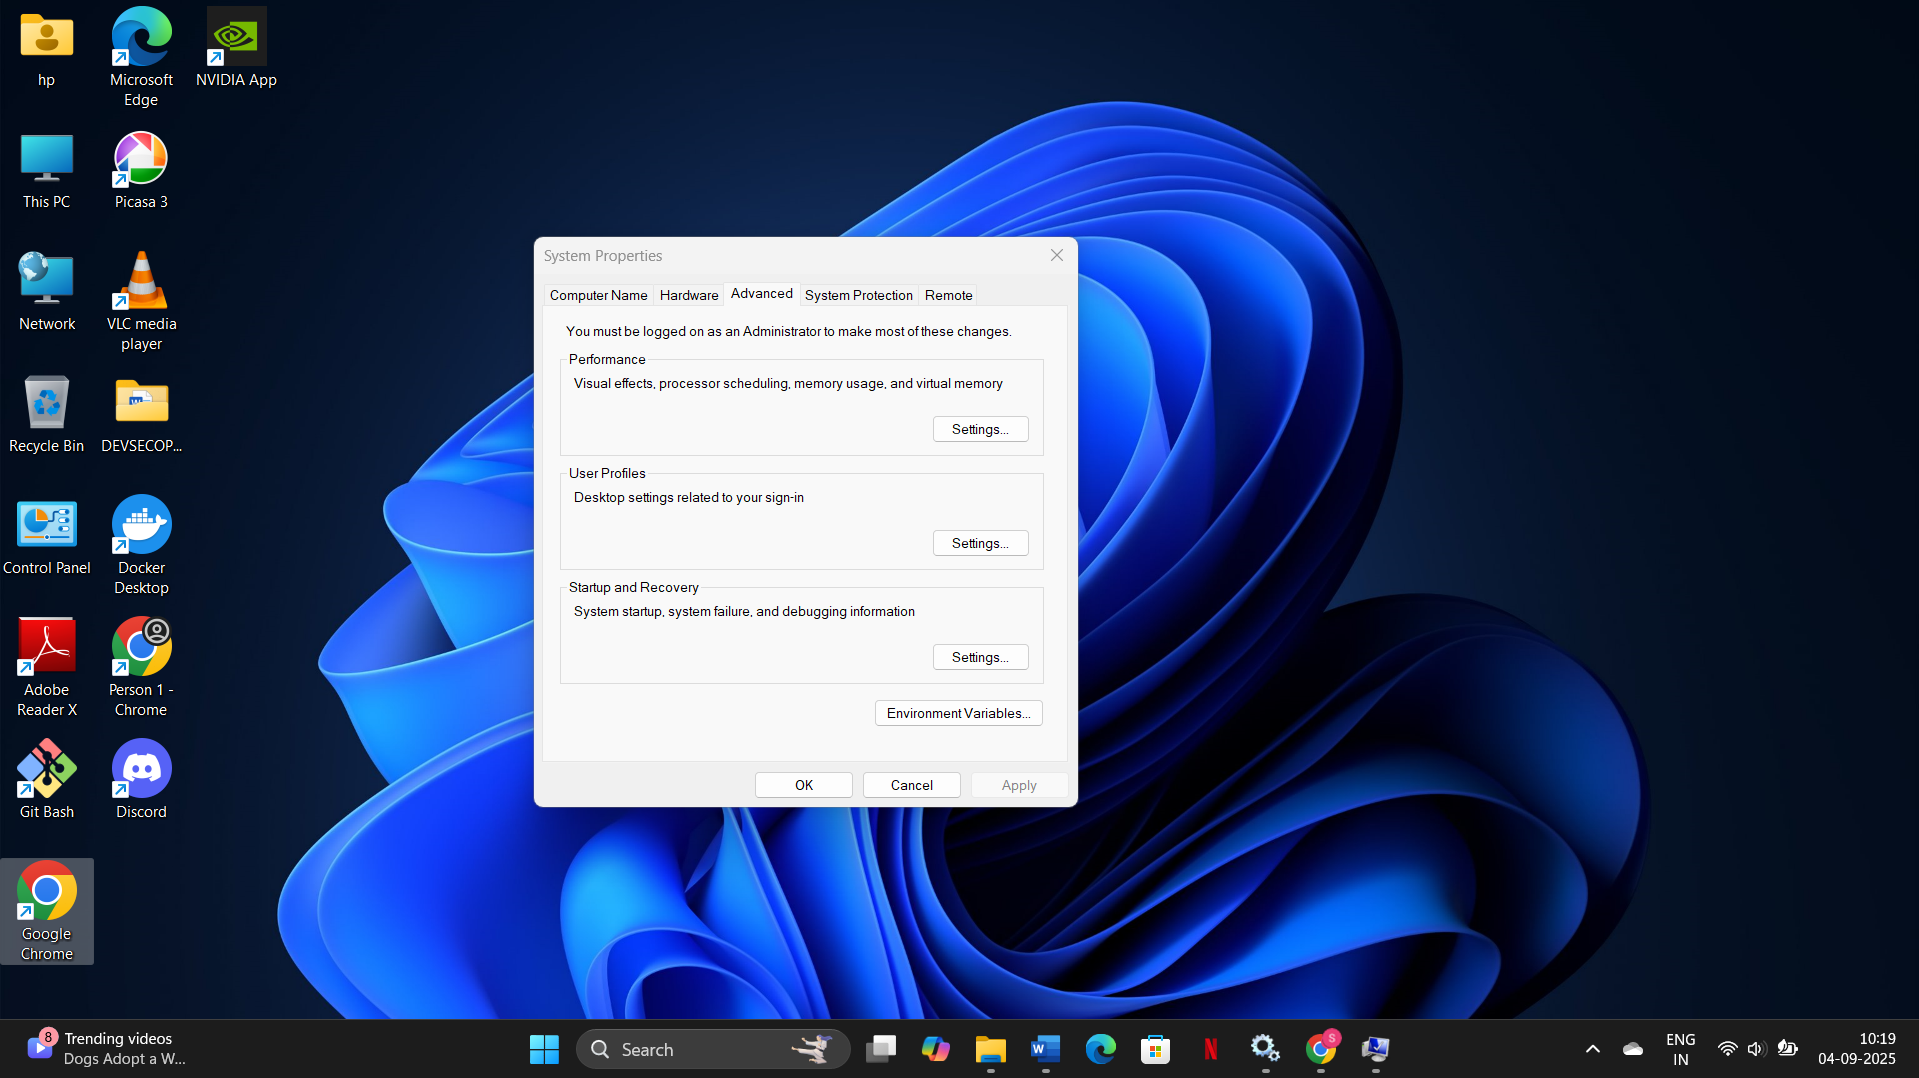 hp
Microsoft
Edge
NVIDIA App
This PC
Picasa 3
Network
VLC media
player
Recycle Bin
DEVSECOP...
Control Panel
Docker
Desktop
Adobe
Reader X
Person 1 -
Chrome
Git Bash
Discord
Google
Chrome
System Properties
Computer Name
Hardware
Advanced
System Protection
Remote
You must be logged on as an Administrator to make most of these changes.
Performance
Visual effects, processor scheduling, memory usage, and virtual memory
Settings...
User Profiles
Desktop settings related to your sign-in
Settings...
Startup and Recovery
System startup, system failure, and debugging information
Settings...
Environment Variables...
OK
Cancel
Apply
8
Trending videos
Dogs Adopt a W...
Search
W
N
S
ENG
IN
10:19
04-09-2025